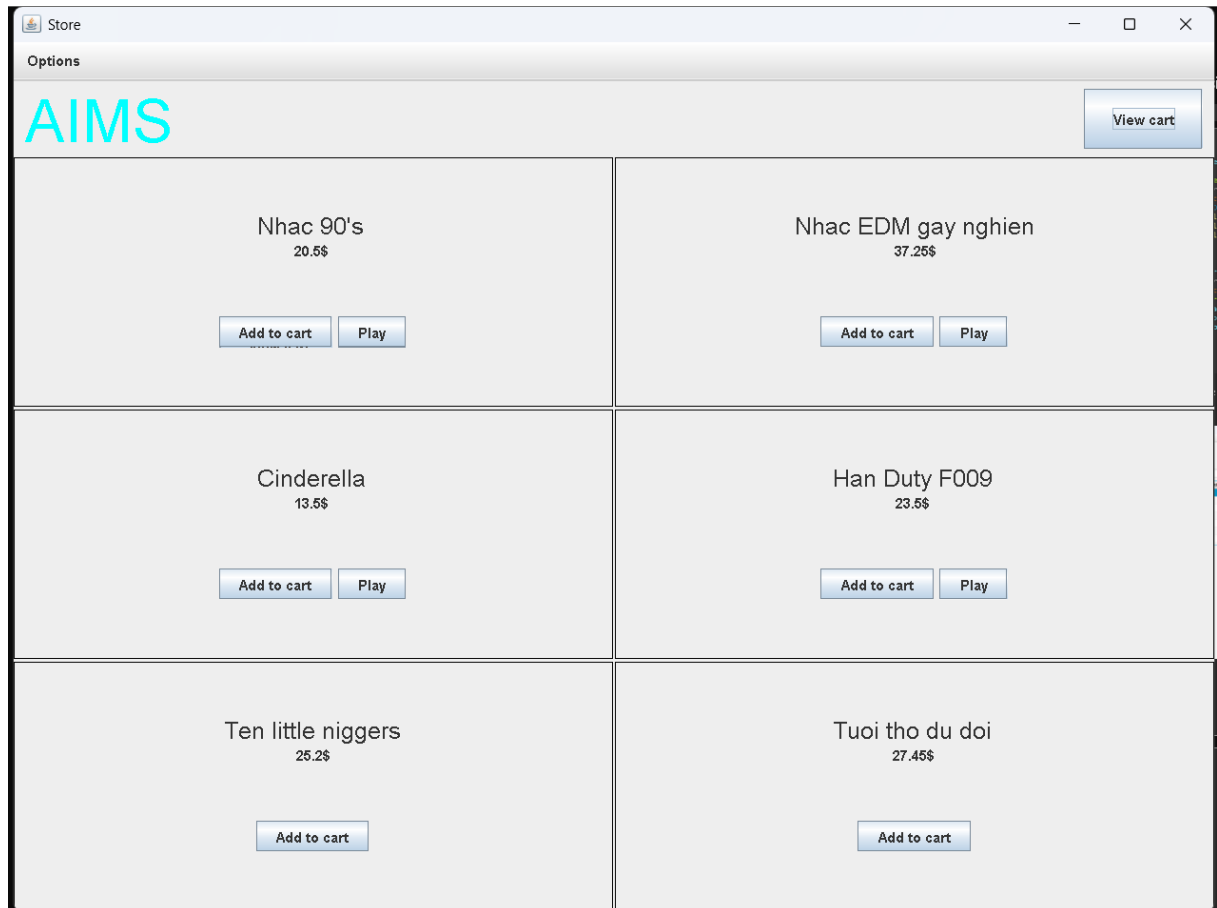 Store
Options
AIMS
View cart
Nhac 90's
20.5$
Add to cart
Play
Nhac EDM gay nghien
37.25$
Add to cart
Play
Cinderella
13.5$
Add to cart
Play
Han Duty F009
23.5$
Add to cart
Play
Ten little niggers
25.2$
Add to cart
Tuoi tho du doi
27.45$
Add to cart